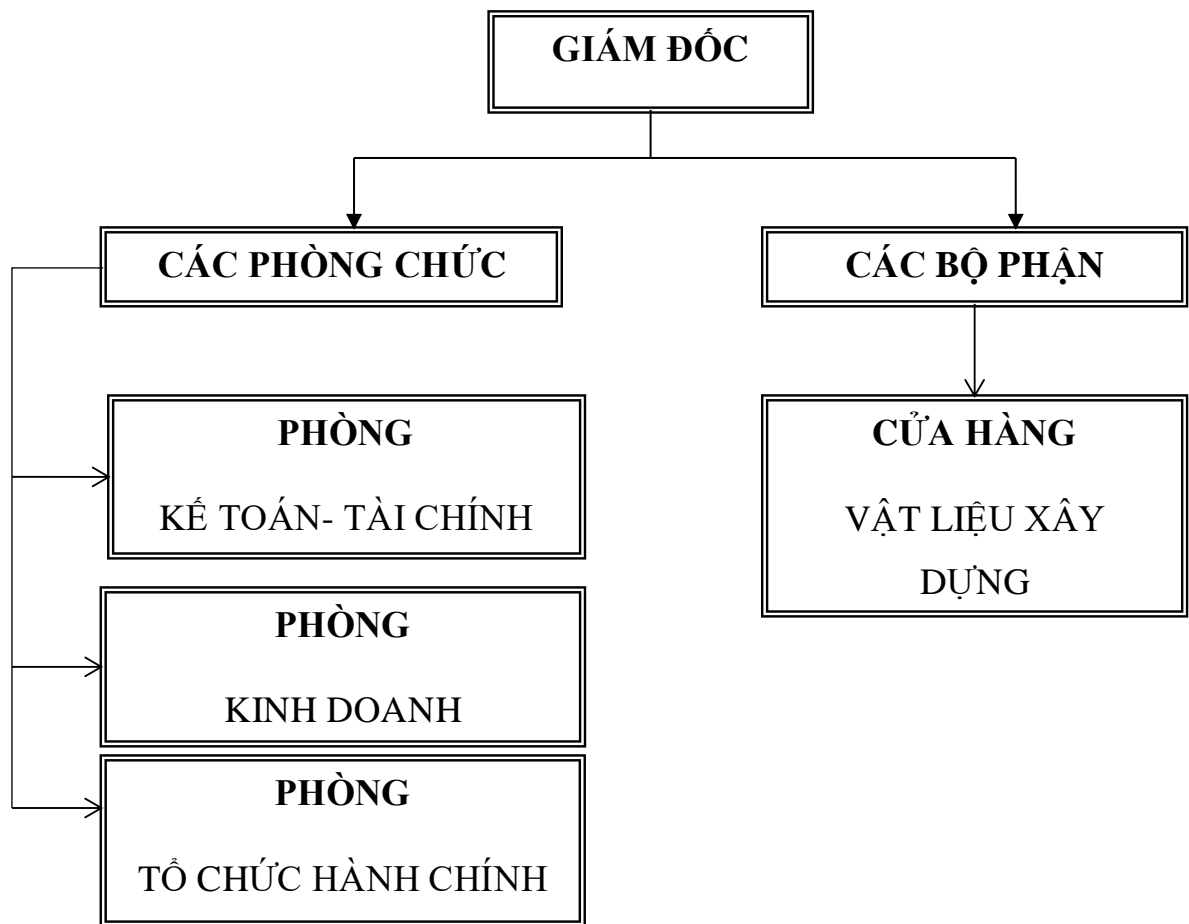 GIÁM ĐỐC
CÁC PHÒNG CHỨC
CÁC BỘ PHẬN
PHÒNG
KẾ TOÁN- TÀI CHÍNH
PHÒNG
KINH DOANH
PHÒNG
TỔ CHỨC HÀNH CHÍNH
CỬA HÀNG
VẬT LIỆU XÂY
DỰNG